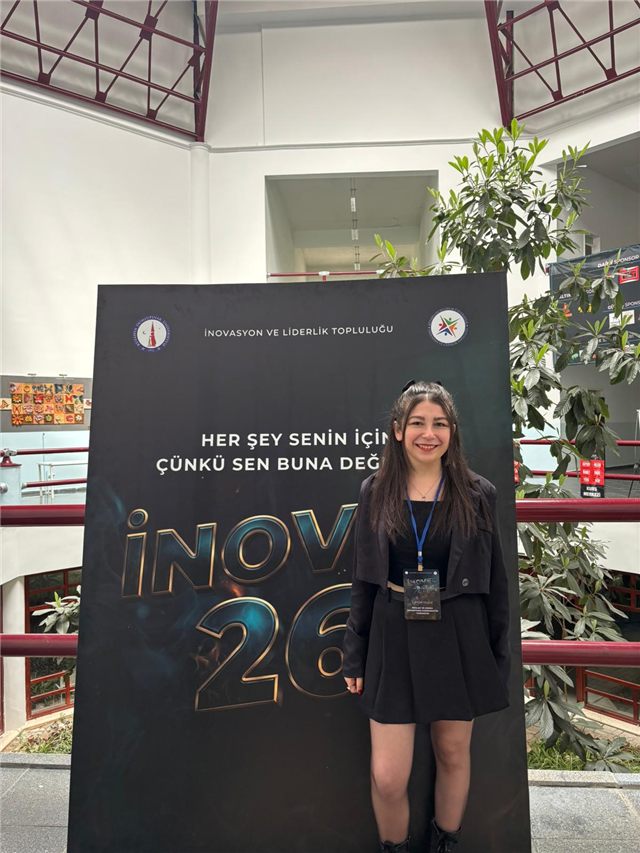 İNOVASYON VE LİDERLİK TOPLULUĞU
HER ŞEY SENİN İÇİN
ÇÜNKÜ SEN BUNA DEĞ
İNOV
26